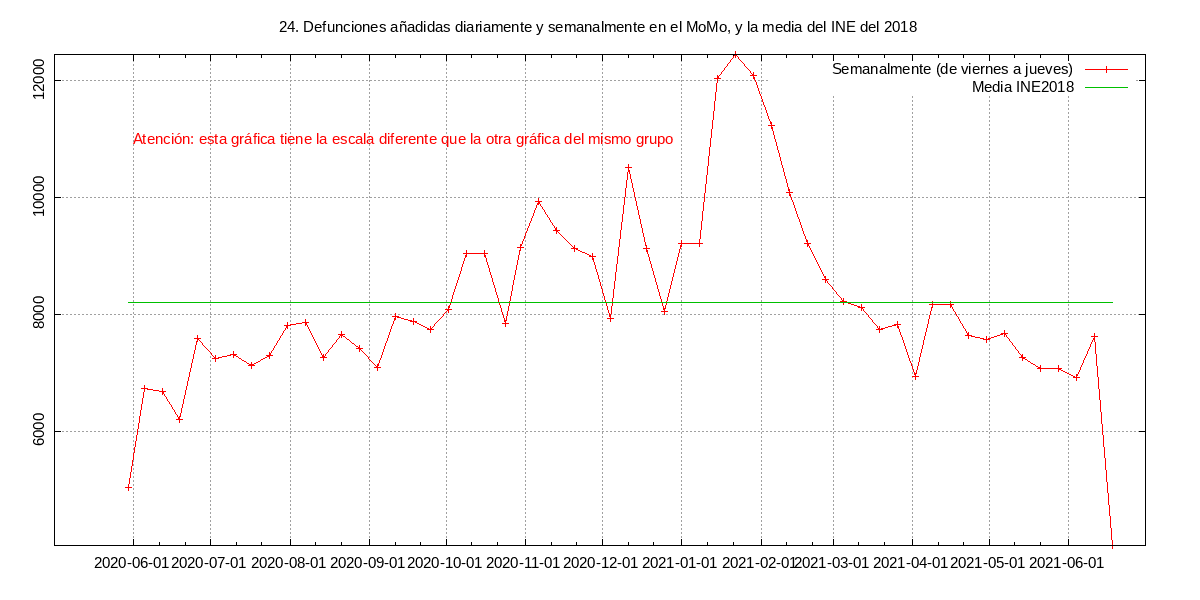 24. Defunciones añadidas diariamente y semanalmente en el MoMo, y la media del INE del 2018
Semanalmente (de viernes a jueves)
Media INE2018
Atención: esta gráfica tiene la escala diferente que la otra gráfica del mismo grupo
12000
10000
8000
6000
2020-06-01 2020-07-01 2020-08-01 2020-09-01 2020-10-01 2020-11-01 2020-12-01 2021-01-01 2021-02-01 2021-03-01 2021-04-01 2021-05-01 2021-06-01